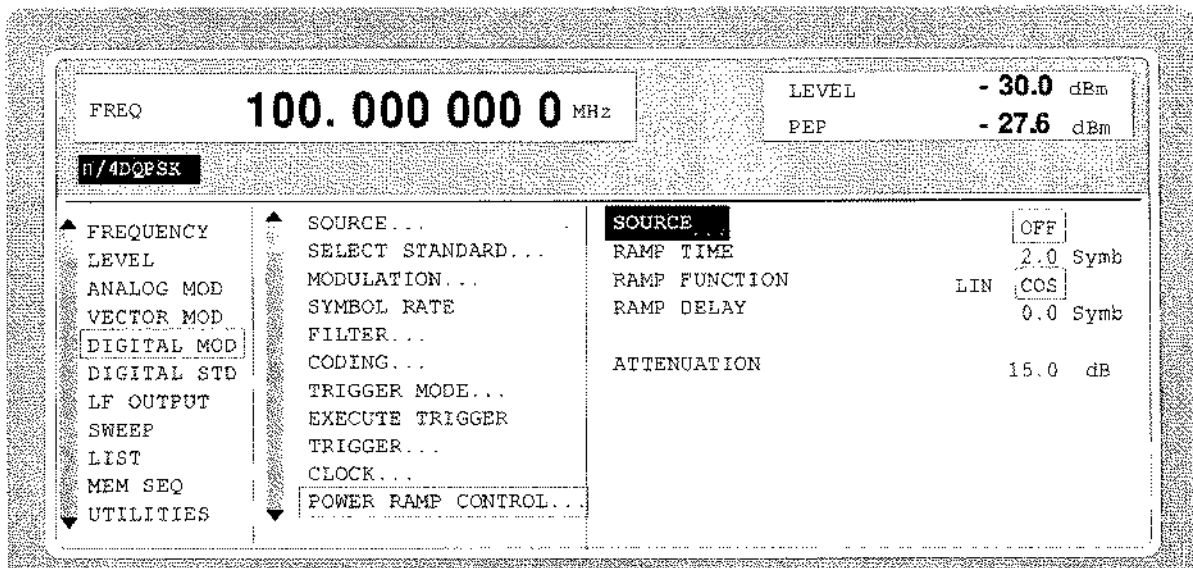 FREQ 100. 000 000 0 MHz
LEVEL - 30.0 dBm
PEP - 27.6 dBm
π/4DQPSK
FREQUENCY
LEVEL
ANALOG MOD
VECTOR MOD
DIGITAL MOD
DIGITAL STD
LF OUTPUT
SWEEP
LIST
MEM SEQ
UTILITIES
SOURCE...
SELECT STANDARD...
MODULATION...
SYMBOL RATE
FILTER...
CODING...
TRIGGER MODE...
EXECUTE TRIGGER
TRIGGER...
CLOCK...
POWER RAMP CONTROL...
SOURCE... OFF
RAMP TIME 2.0 Symb
RAMP FUNCTION LIN COS
RAMP DELAY 0.0 Symb
ATTENUATION 15.0 dB